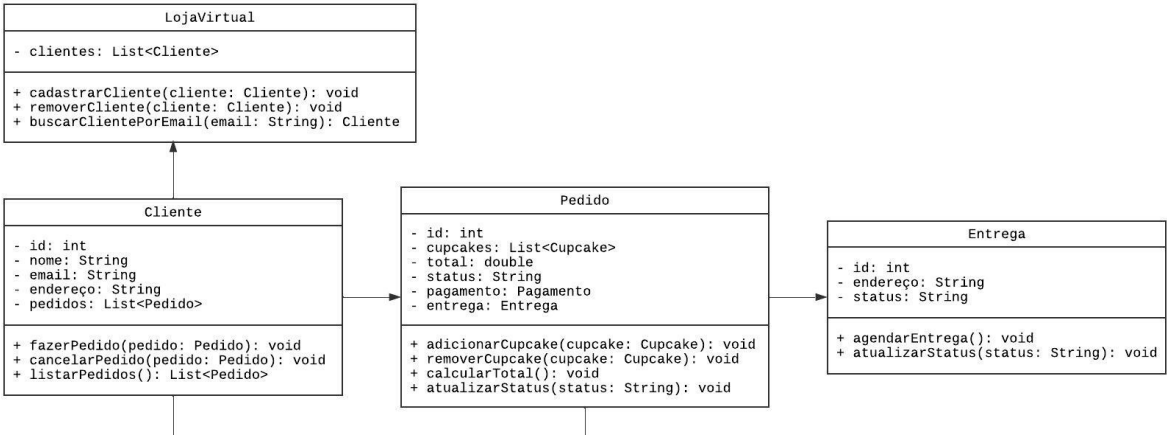 LojaVirtual
- clientes: List<Cliente>
+ cadastrarCliente(cliente: Cliente): void
+ removerCliente(cliente: Cliente): void
+ buscarClientePorEmail(email: String): Cliente
Cliente
- id: int
- nome: String
- email: String
- endereço: String
- pedidos: List<Pedido>
+ fazerPedido(pedido: Pedido): void
+ cancelarPedido(pedido: Pedido): void
+ listarPedidos(): List<Pedido>
Pedido
- id: int
- cupcakes: List<Cupcake>
- total: double
- status: String
- pagamento: Pagamento
- entrega: Entrega
+ adicionarCupcake(cupcake: Cupcake): void
+ removerCupcake(cupcake: Cupcake): void
+ calcularTotal(): void
+ atualizarStatus(status: String): void
Entrega
- id: int
- endereço: String
- status: String
+ agendarEntrega(): void
+ atualizarStatus(status: String): void